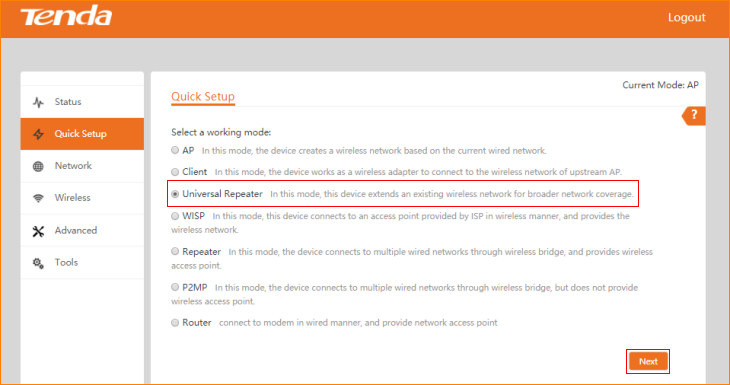 Tenda
Logout
Current Mode: AP
Status
Quick Setup
Network
Wireless
Advanced
Tools
Quick Setup
?
Select a working mode:
AP In this mode, the device creates a wireless network based on the current wired network.
Client In this mode, the device works as a wireless adapter to connect to the wireless network of upstream AP.
Universal Repeater In this mode, this device extends an existing wireless network for broader network coverage.
WISP In this mode, this device connects to an access point provided by ISP in wireless manner, and provides the
wireless network.
Repeater In this mode, the device connects to multiple wired networks through wireless bridge, and provides wireless
access point.
P2MP In this mode, the device connects to multiple wired networks through wireless bridge, but does not provide
wireless access point.
Router connect to modem in wired manner, and provide network access point
Next